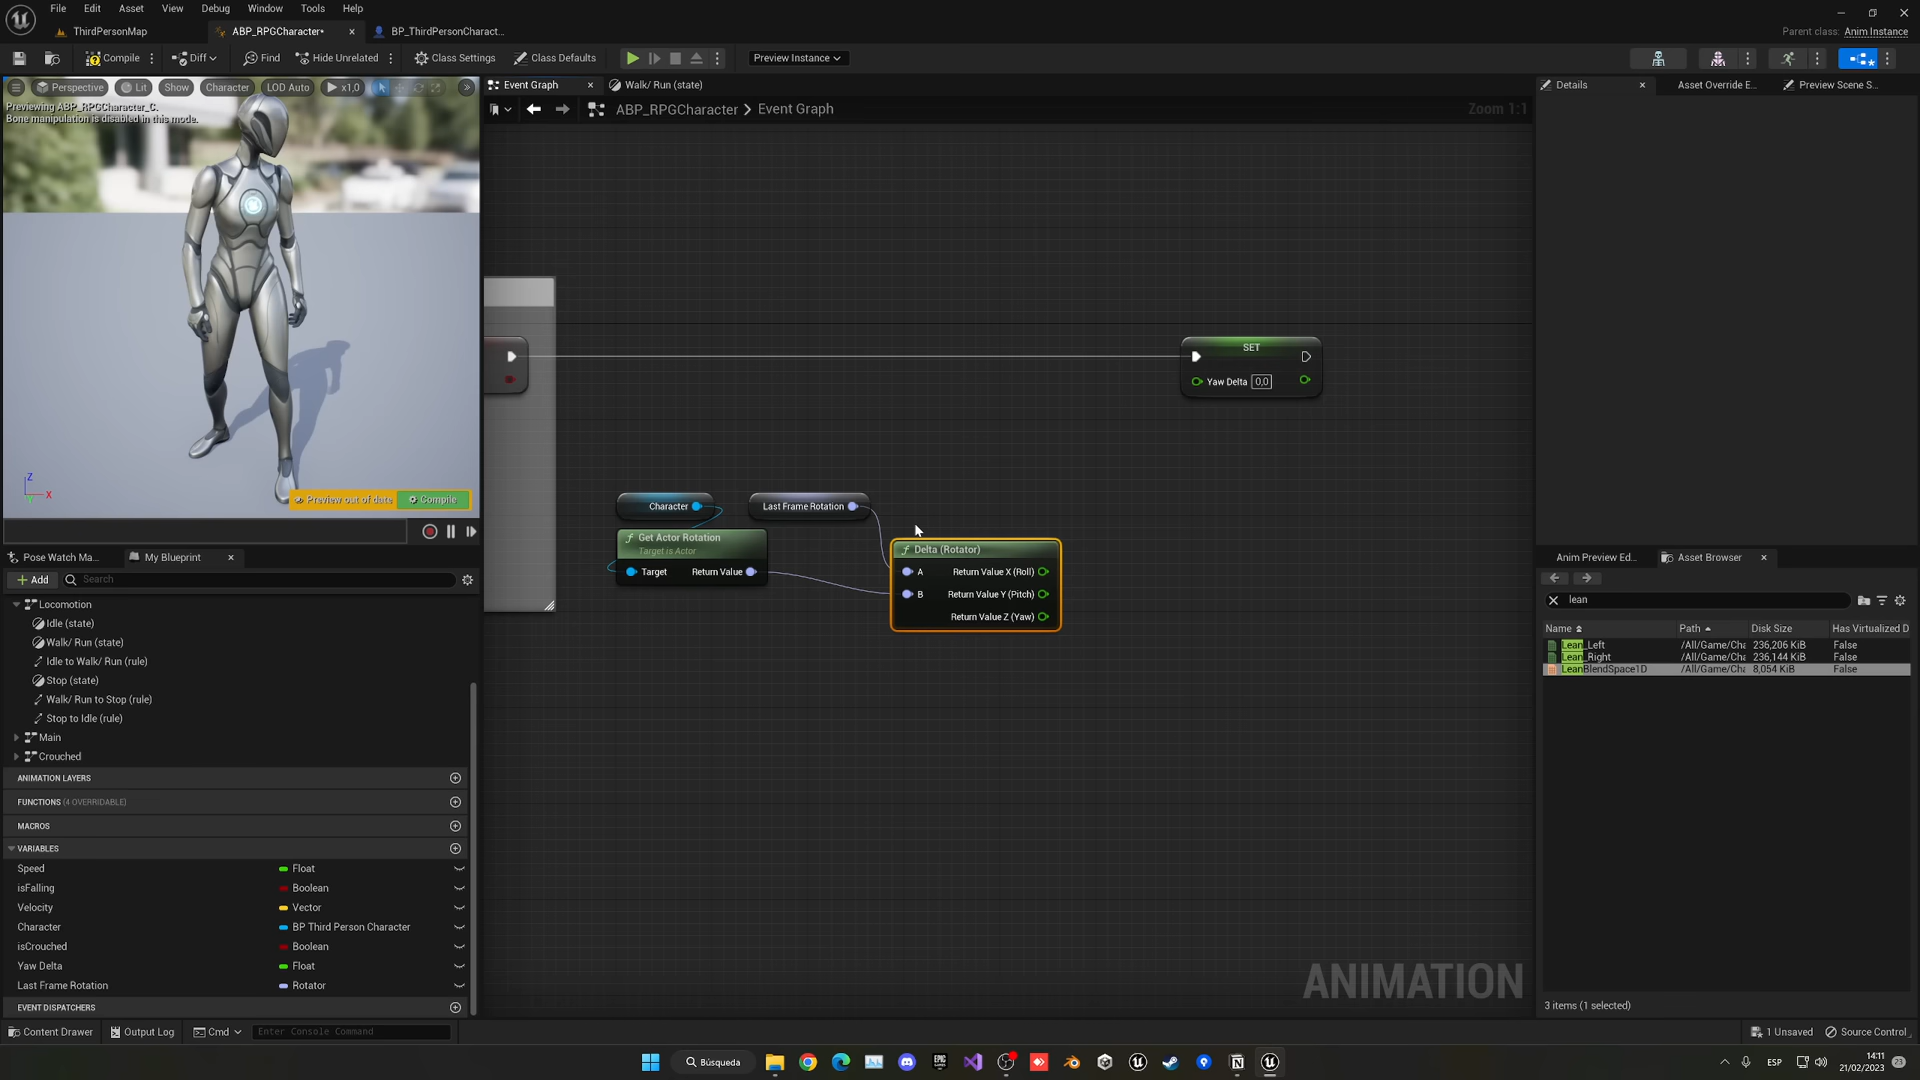 File Edit Asset View Debug Window Tools Help
ThirdPersonMap ABP_RPGCharacter* BP_ThirdPersonCharact... Parent class: Anim Instance
Compile Diff Find Hide Unrelated Class Settings Class Defaults Preview Instance
Perspective Lit Show Character LOD Auto x1,0
Previewing ABP_RPGCharacter_C.
Bone manipulation is disabled in this mode.
Z
X
Preview out of date Compile
Event Graph Walk/ Run (state)
ABP_RPGCharacter > Event Graph Zoom 1:1
SET
Yaw Delta 0,0
Character
Last Frame Rotation
Get Actor Rotation
Target is Actor
Target Return Value
Delta (Rotator)
A Return Value X (Roll)
B Return Value Y (Pitch)
Return Value Z (Yaw)
ANIMATION
Pose Watch Ma... My Blueprint
Add Search
Locomotion
Idle (state)
Walk/ Run (state)
Idle to Walk/ Run (rule)
Stop (state)
Walk/ Run to Stop (rule)
Stop to Idle (rule)
Main
Crouched
ANIMATION LAYERS
FUNCTIONS (4 OVERRIDABLE)
MACROS
VARIABLES
Speed Float
isFalling Boolean
Velocity Vector
Character BP Third Person Character
isCrouched Boolean
Yaw Delta Float
Last Frame Rotation Rotator
EVENT DISPATCHERS
Details Asset Override E... Preview Scene S...
Anim Preview Ed... Asset Browser
lean
Name Path Disk Size Has Virtualized D
Lean_Left /All/Game/Cha 236,206 KiB False
Lean_Right /All/Game/Cha 236,144 KiB False
LeanBlendSpace1D /All/Game/Cha 8,054 KiB False
3 items (1 selected)
Content Drawer Output Log Cmd Enter Console Command 1 Unsaved Source Control
Búsqueda ESP 14:11
21/02/2023 23